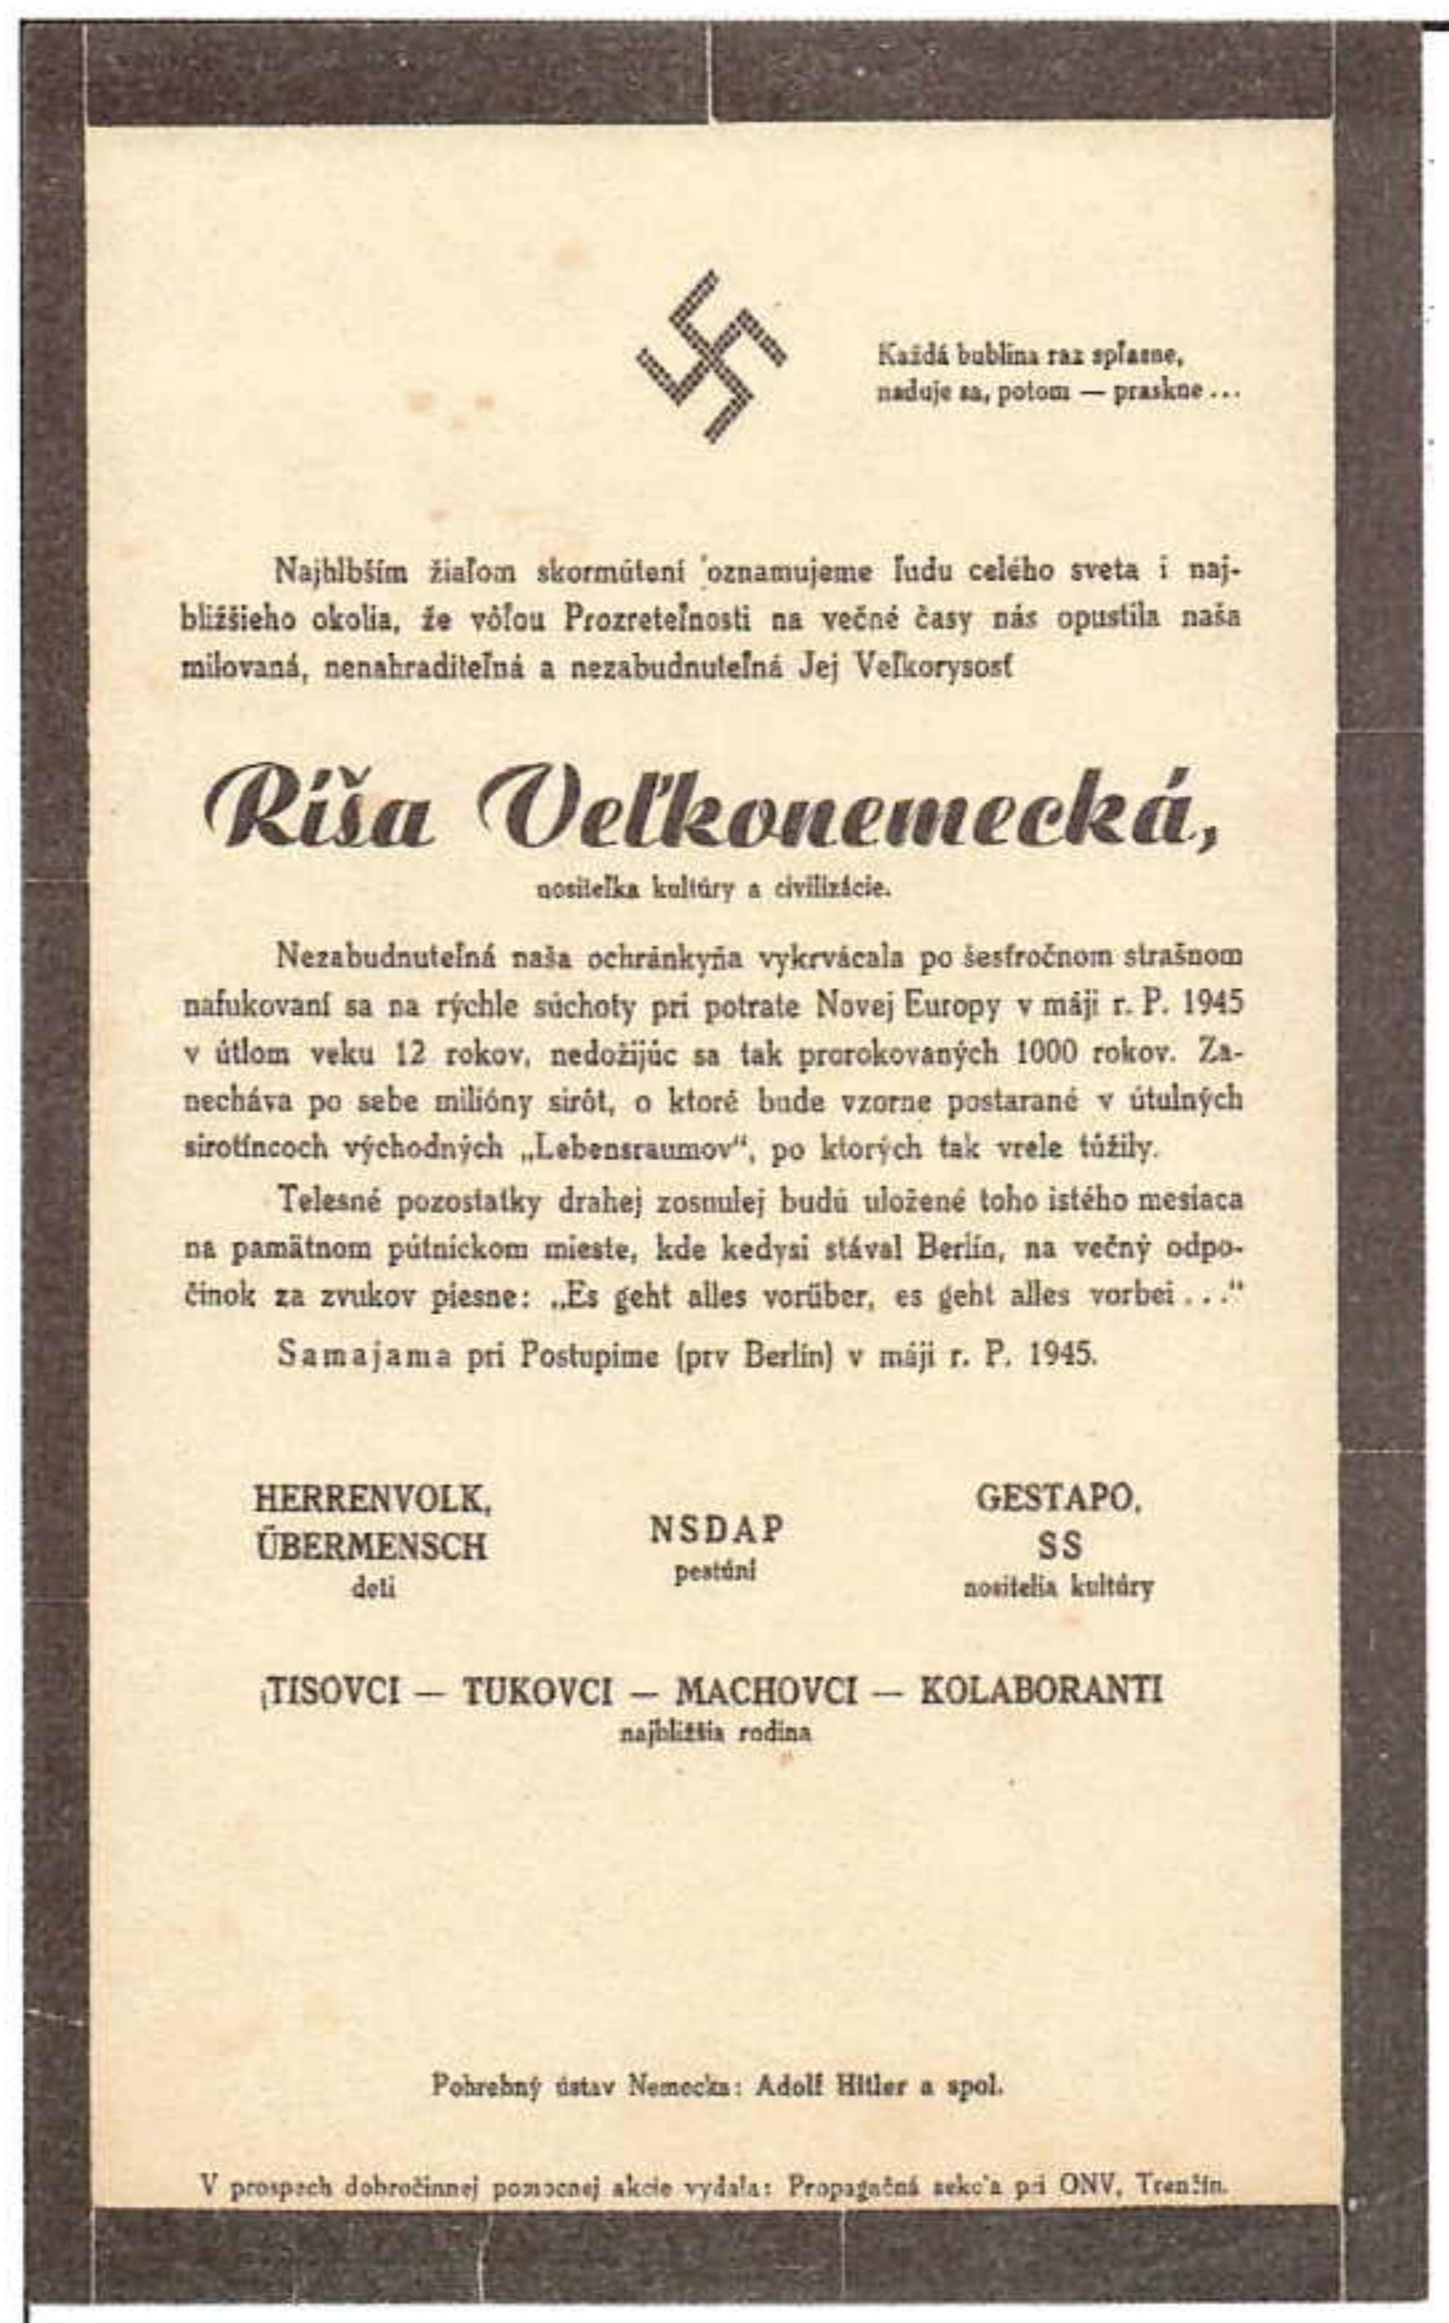 Každá bublina raz spľasne,
naduje sa, potom — praskne ...
Najhlbším žiaľom skormútení oznamujeme ľudu celého sveta i naj-
bližšieho okolia, že vôľou Prozreteľnosti na večné časy nás opustila naša
milovaná, nenahraditeľná a nezabudnuteľná Jej Veľkorysosť
Ríša Veľkonemecká,
nositeľka kultúry a civilizácie.
Nezabudnuteľná naša ochránkyňa vykrvácala po šesťročnom strašnom
nafukovaní sa na rýchle súchoty pri potrate Novej Europy v máji r. P. 1945
v útlom veku 12 rokov, nedožijúc sa tak prorokovaných 1000 rokov. Za-
necháva po sebe milióny sirôt, o ktoré bude vzorne postarané v útulných
sirotíncoch východných „Lebensraumov“, po ktorých tak vrele túžily.
Telesné pozostatky drahej zosnulej budú uložené toho istého mesiaca
na pamätnom pútnickom mieste, kde kedysi stával Berlín, na večný odpo-
činok za zvukov piesne: „Es geht alles vorüber, es geht alles vorbei ...“
Samajama pri Postupime (prv Berlín) v máji r. P. 1945.
HERRENVOLK,
ÜBERMENSCH
deti
NSDAP
pestúni
GESTAPO,
SS
nositelia kultúry
TISOVCI — TUKOVCI — MACHOVCI — KOLABORANTI
najbližšia rodina
Pohrebný ústav Nemecka: Adolf Hitler a spol.
V prospech dobročinnej pomocnej akcie vydala: Propagačná sekcia pri ONV, Trenčín.